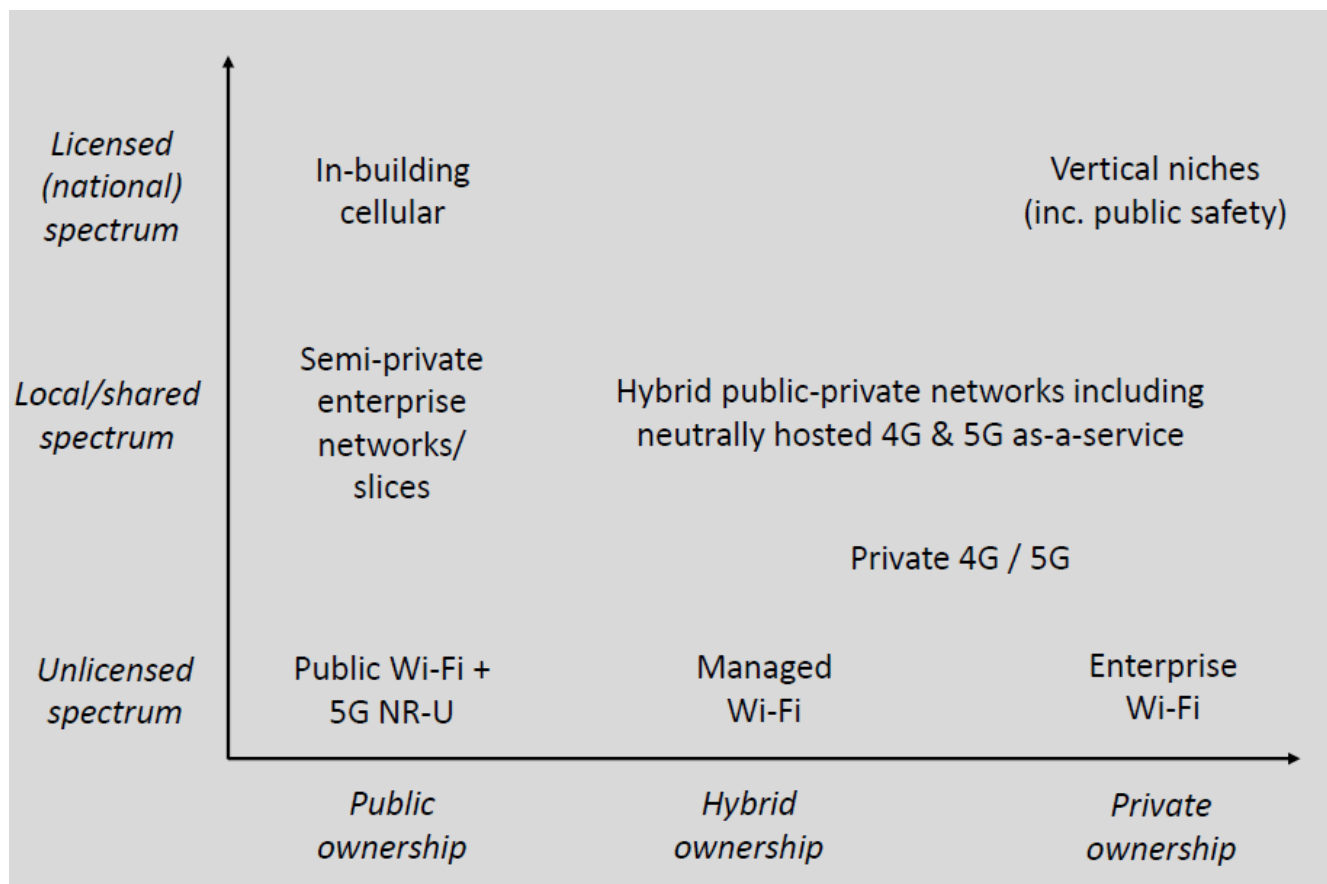 Licensed
(national)
spectrum
In-building
cellular
Vertical niches
(inc. public safety)
Local/shared
spectrum
Semi-private
enterprise
networks/
slices
Hybrid public-private networks including
neutrally hosted 4G & 5G as-a-service
Private 4G / 5G
Unlicensed
spectrum
Public Wi-Fi +
5G NR-U
Managed
Wi-Fi
Enterprise
Wi-Fi
Public
ownership
Hybrid
ownership
Private
ownership